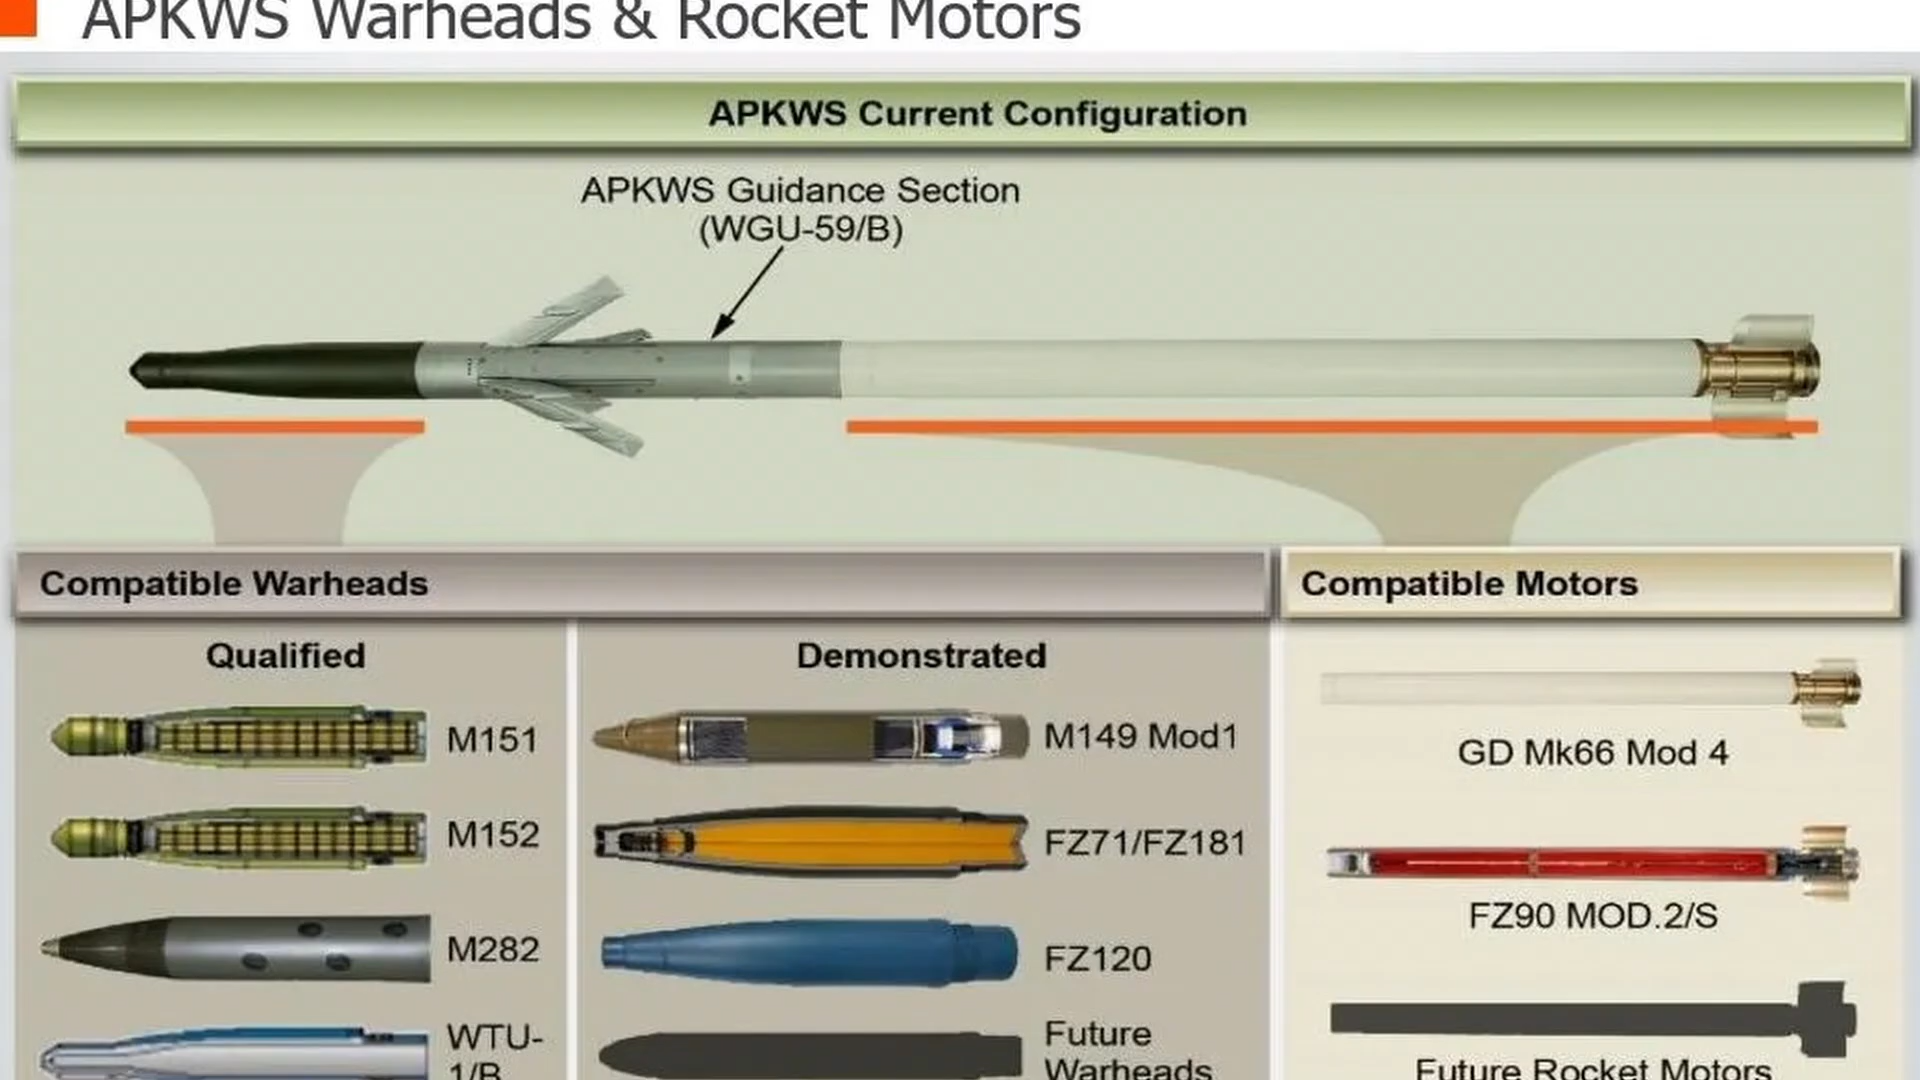 APKWS Warheads & Rocket Motors
APKWS Current Configuration
APKWS Guidance Section
(WGU-59/B)
Compatible Warheads
Qualified
M151
M152
M282
WTU-
1/B
Demonstrated
M149 Mod1
FZ71/FZ181
FZ120
Future
Warheads
Compatible Motors
GD Mk66 Mod 4
FZ90 MOD.2/S
Future Rocket Motors